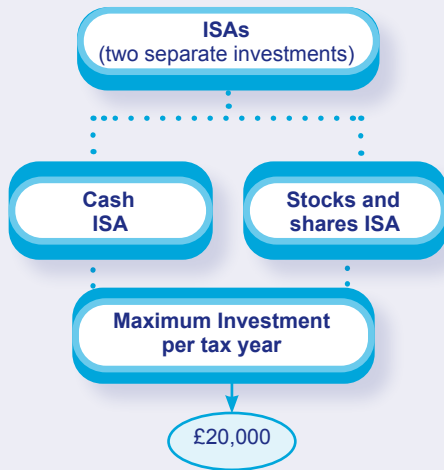 ISAs
(two separate investments)
Cash
ISA
Stocks and
shares ISA
Maximum Investment
per tax year
£20,000